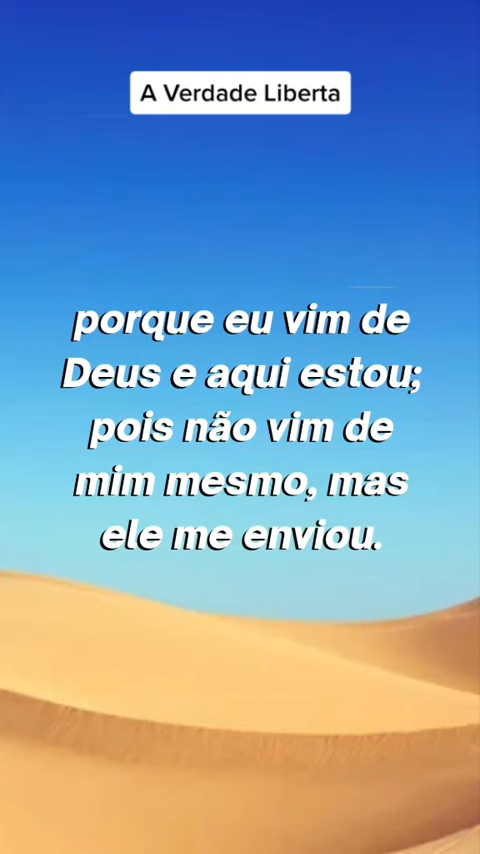 A Verdade Liberta
porque eu vim de
Deus e aqui estou;
pois não vim de
mim mesmo, mas
ele me enviou.